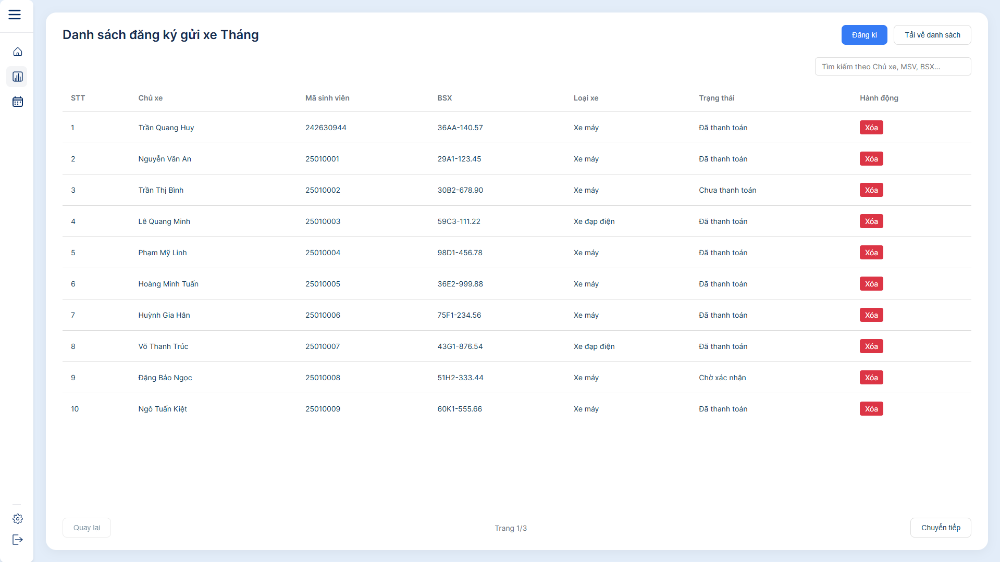 Danh sách đăng ký gửi xe Tháng
Đăng kí
Tải về danh sách
Tìm kiếm theo Chủ xe, MSV, BSX...
STT Chủ xe Mã sinh viên BSX Loại xe Trạng thái Hành động
1 Trần Quang Huy 242630944 36AA-140.57 Xe máy Đã thanh toán Xóa
2 Nguyễn Văn An 25010001 29A1-123.45 Xe máy Đã thanh toán Xóa
3 Trần Thị Bình 25010002 30B2-678.90 Xe máy Chưa thanh toán Xóa
4 Lê Quang Minh 25010003 59C3-111.22 Xe đạp điện Đã thanh toán Xóa
5 Phạm Mỹ Linh 25010004 98D1-456.78 Xe máy Đã thanh toán Xóa
6 Hoàng Minh Tuấn 25010005 36E2-999.88 Xe máy Đã thanh toán Xóa
7 Huỳnh Gia Hân 25010006 75F1-234.56 Xe máy Đã thanh toán Xóa
8 Võ Thanh Trúc 25010007 43G1-876.54 Xe đạp điện Đã thanh toán Xóa
9 Đặng Bảo Ngọc 25010008 51H2-333.44 Xe máy Chờ xác nhận Xóa
10 Ngô Tuấn Kiệt 25010009 60K1-555.66 Xe máy Đã thanh toán Xóa
Quay lại
Trang 1/3
Chuyển tiếp